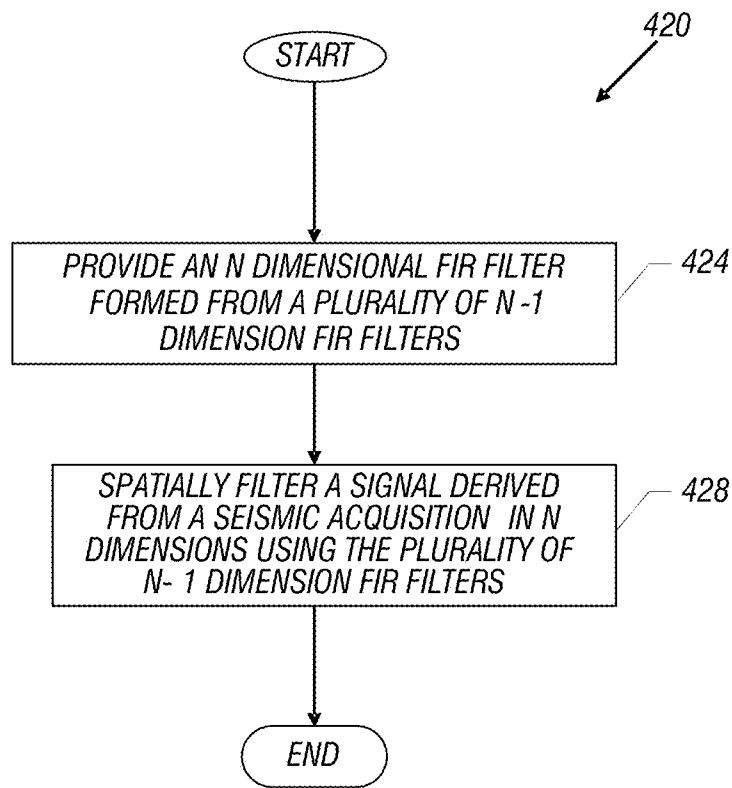 420
START
PROVIDE AN N DIMENSIONAL FIR FILTER
FORMED FROM A PLURALITY OF N -1
DIMENSION FIR FILTERS
424
SPATIALLY FILTER A SIGNAL DERIVED
FROM A SEISMIC ACQUISITION IN N
DIMENSIONS USING THE PLURALITY OF
N- 1 DIMENSION FIR FILTERS
428
END